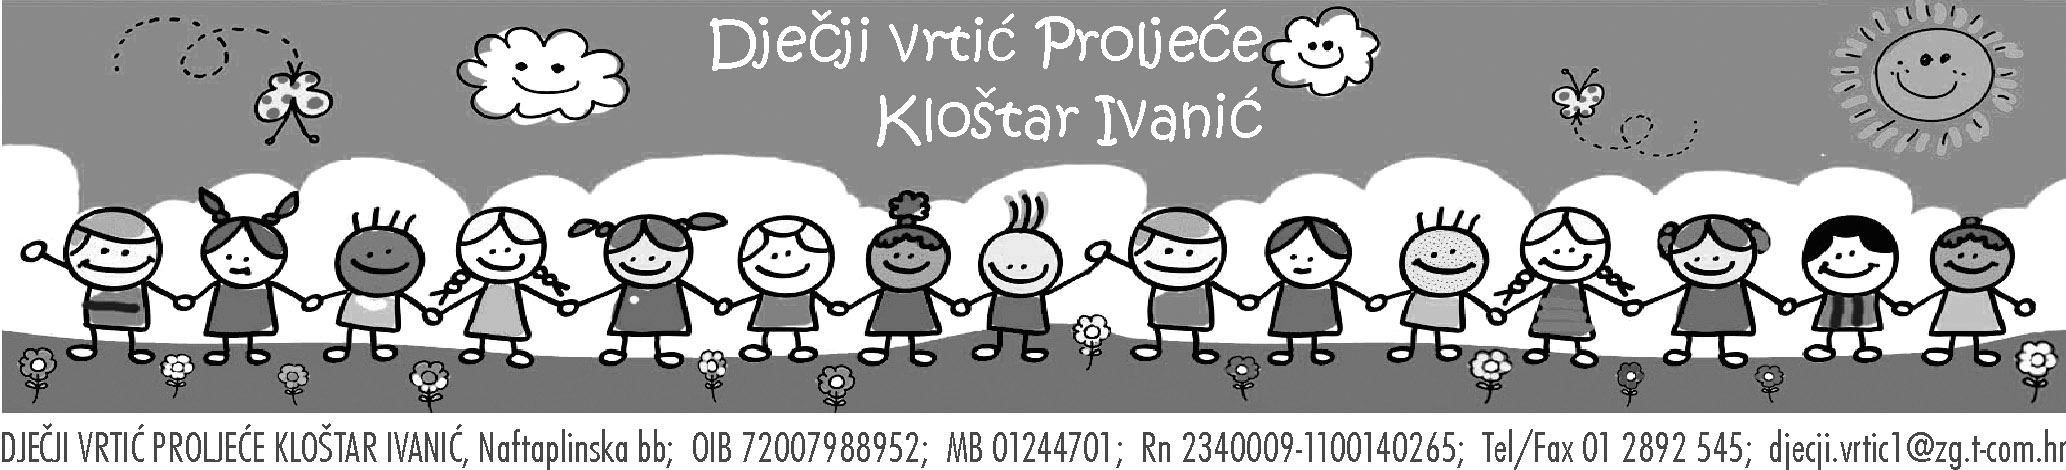 Dječji vrtić Proljeće
Kloštar Ivanić
DJEČJI VRTIĆ PROLJEĆE KLOŠTAR IVANIĆ, Naftaplinska bb; OIB 72007988952; MB 01244701; Rn 2340009-1100140265; Tel/Fax 01 2892 545; djecji.vrtic1@zg.t-com.hr